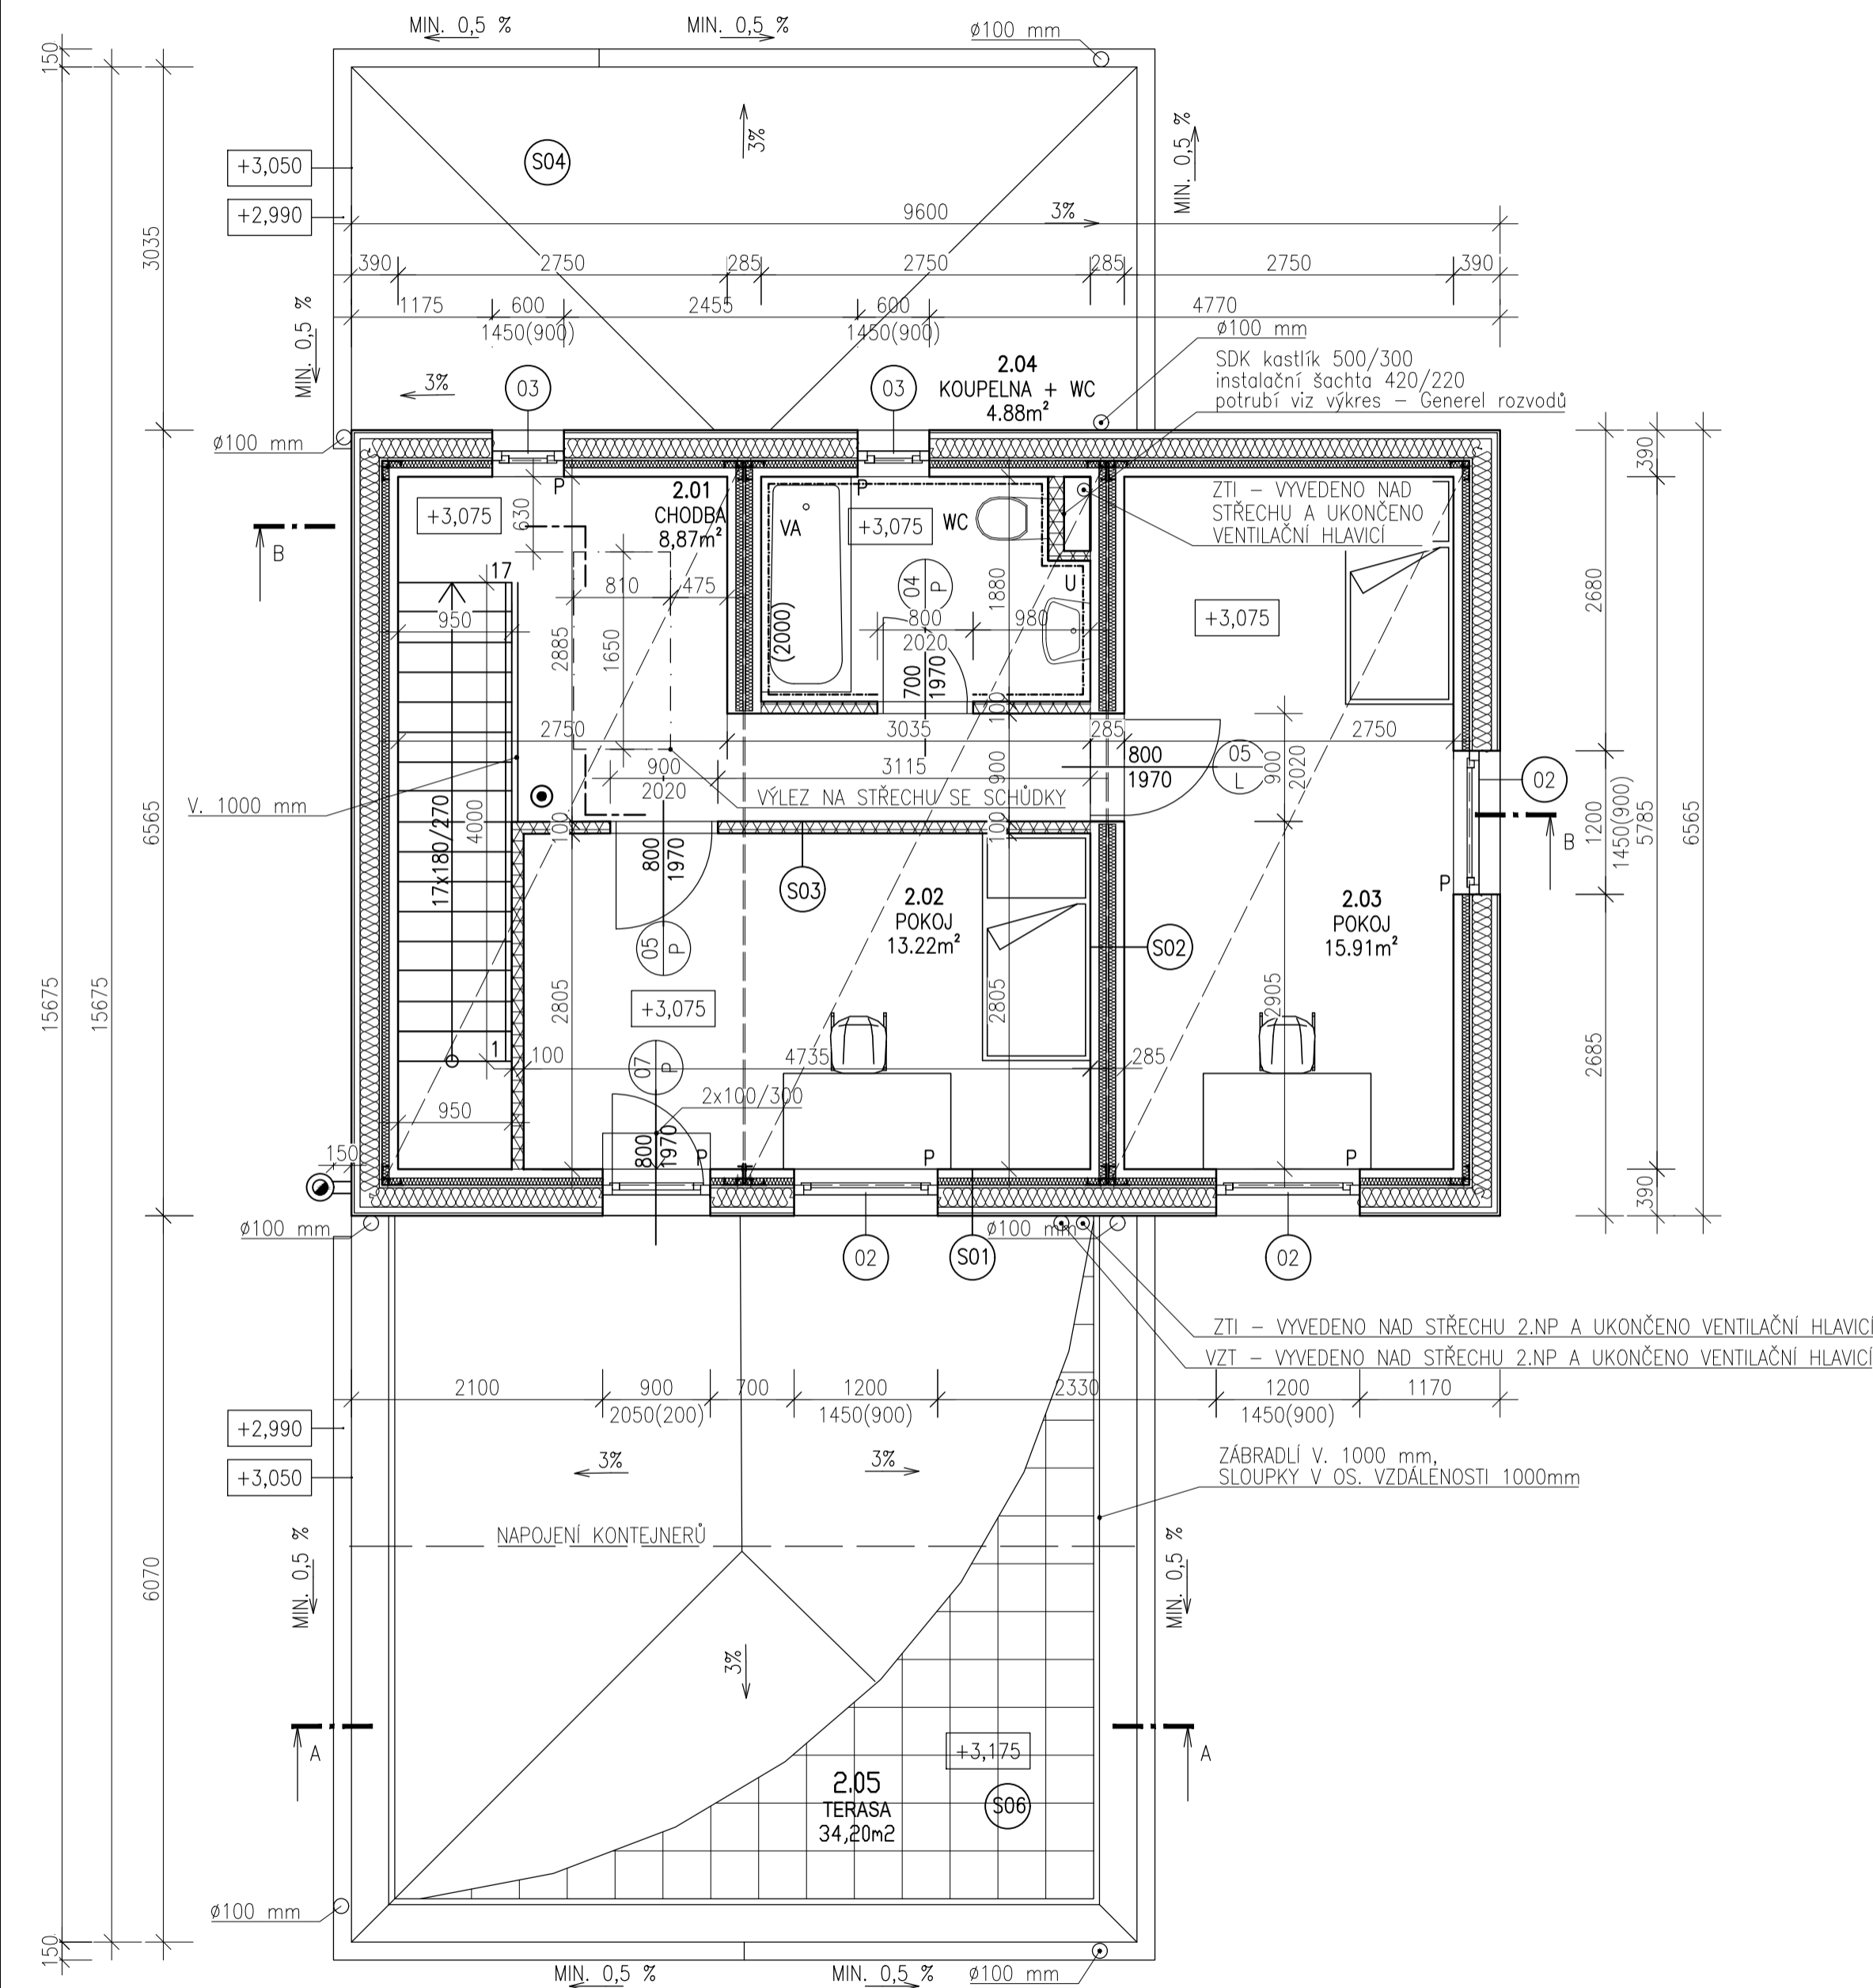 MIN. 0,5 %
MIN. 0,5 %
ø100 mm
150
+3,050
S04
3%
MIN. 0,5 %
+2,990
9600
3%
3035
390
2750
285
2750
285
2750
390
1175
600
2455
600
4770
1450(900)
1450(900)
ø100 mm
MIN. 0,5 %
3%
03
03
2.04
KOUPELNA + WC
4.88m²
SDK kastlík 500/300
instalační šachta 420/220
potrubí viz výkres – Generel rozvodů
ø100 mm
390
P
P
2.01
CHODBA
8,87m²
+3,075
630
VA
+3,075
WC
ZTI – VYVEDENO NAD
STŘECHU A UKONČENO
VENTILAČNÍ HLAVICÍ
B
17
810
475
04
P
1880
U
2680
950
2885
1650
(2000)
800
2020
980
+3,075
700
1970
100
2750
3035
285
2750
800
1970
05
L
900
2020
900
2020
3115
900
02
V. 1000 mm
VÝLEZ NA STŘECHU SE SCHŮDKY
17x180/270
4000
100
100
1200
1450(900)
5785
6565
B
6565
800
1970
S03
2.02
POKOJ
13.22m²
P
2.03
POKOJ
15.91m²
05
P
S02
15675
15675
2805
+3,075
2805
2905
1
100
4735
285
2685
07
P
2x100/300
950
800
1970
P
P
P
150
390
ø100 mm
02
S01
ø100 mm
02
ZTI – VYVEDENO NAD STŘECHU 2.NP A UKONČENO VENTILAČNÍ HLAVICÍ
VZT – VYVEDENO NAD STŘECHU 2.NP A UKONČENO VENTILAČNÍ HLAVICÍ
2100
900
700
1200
2330
1200
1170
2050(200)
1450(900)
1450(900)
+2,990
3%
3%
ZÁBRADLÍ V. 1000 mm,
SLOUPKY V OS. VZDÁLENOSTI 1000mm
+3,050
NAPOJENÍ KONTEJNERŮ
MIN. 0,5 %
MIN. 0,5 %
6070
3%
A
+3,175
A
2.05
TERASA
34,20m2
S06
ø100 mm
150
MIN. 0,5 %
MIN. 0,5 %
ø100 mm